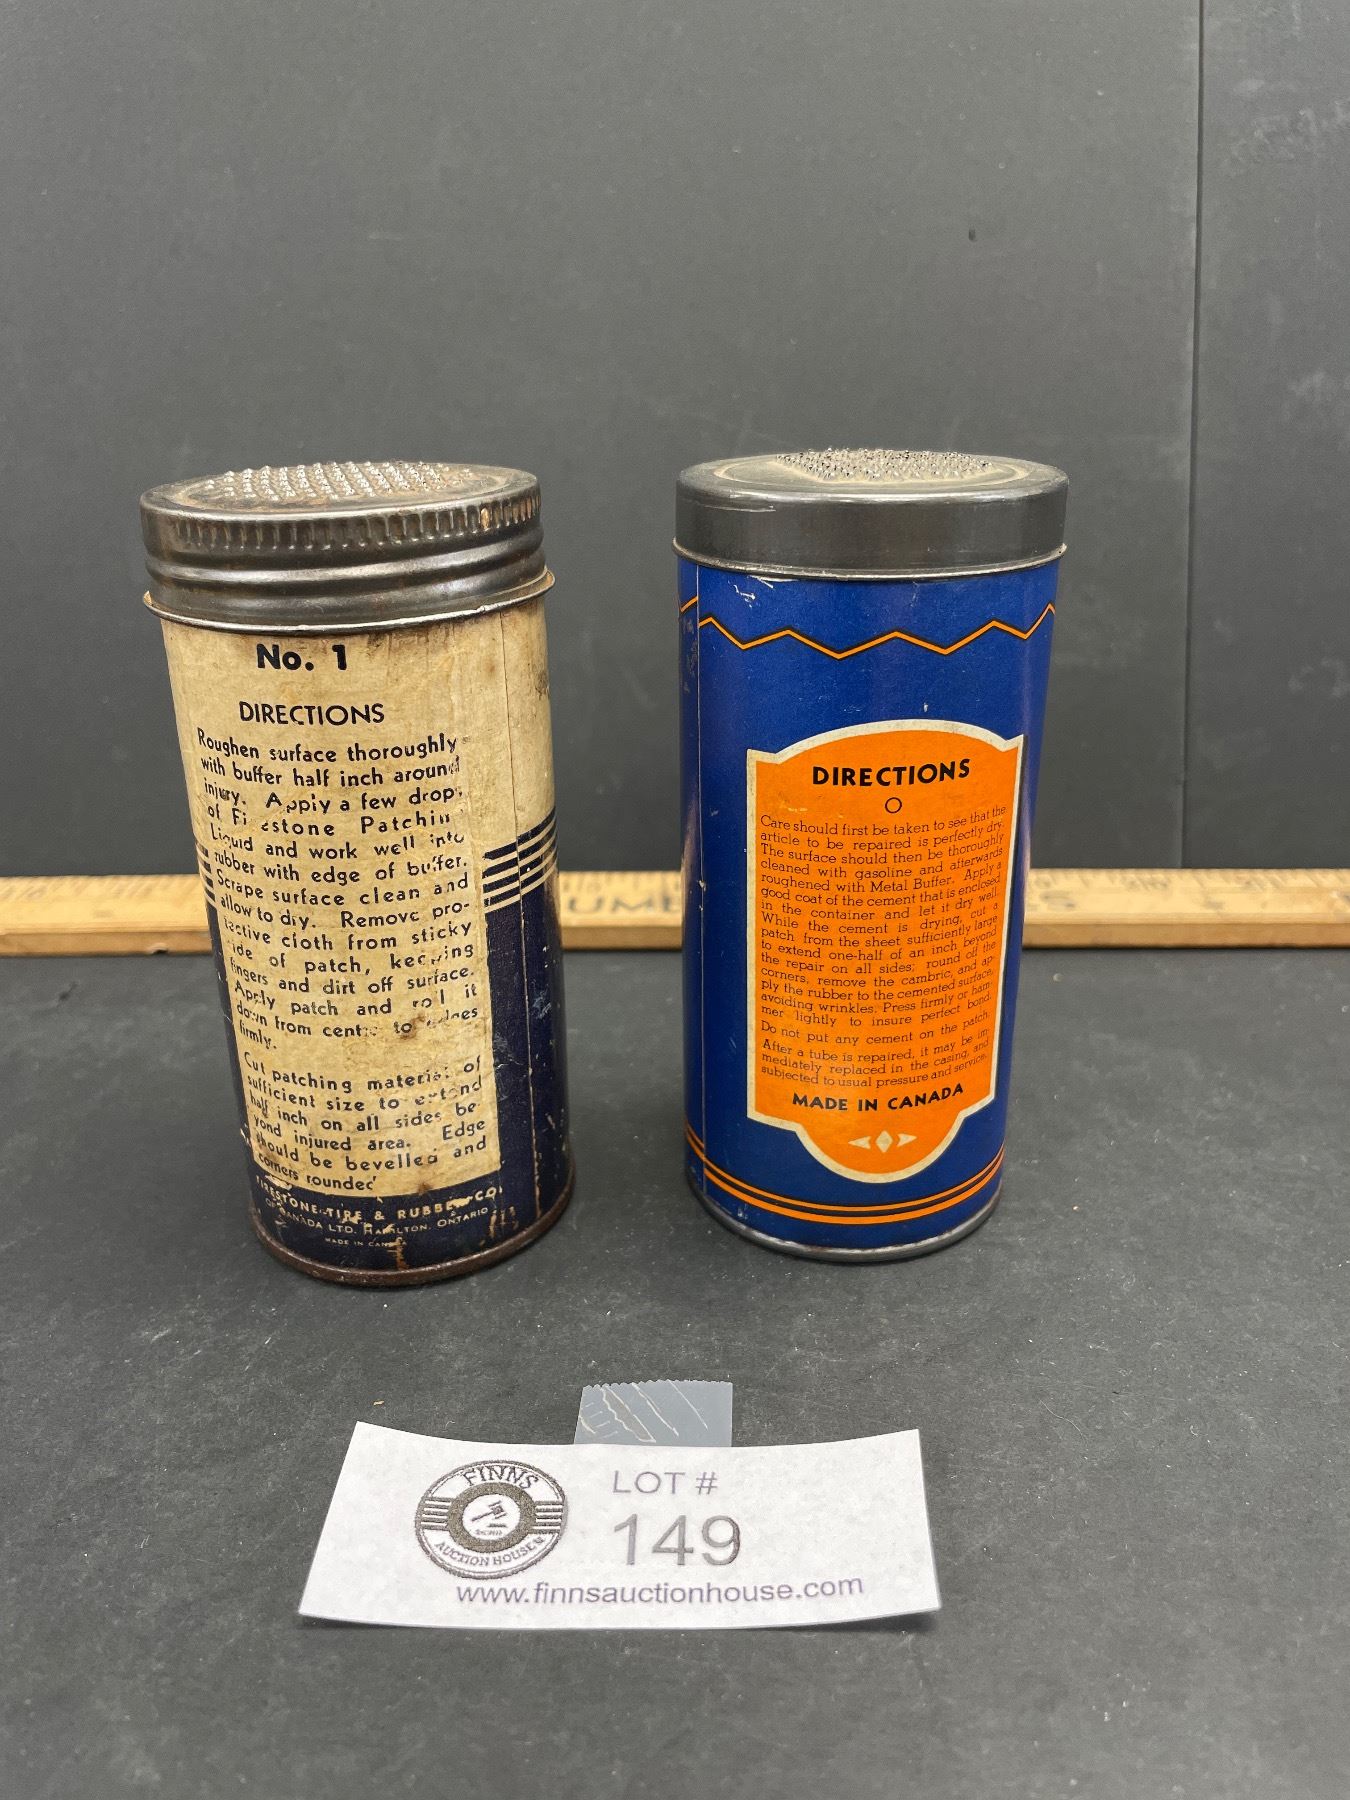 No. 1
DIRECTIONS
Roughen surface thoroughly
with buffer half inch around
injury. Apply a few drops
of Firestone Patchin
Liquid and work well into
rubber with edge of buffer.
Scrape surface clean and
allow to dry. Remove pro-
tective cloth from sticky
side of patch, keeping
fingers and dirt off surface.
Apply patch and roll it
down from centre to edges
firmly.
Cut patching material of
sufficient size to extend
half inch on all sides be-
yond injured area. Edge
should be bevelled and
corners rounded
FIRESTONE TIRE & RUBBER CO.
OF CANADA LTD. HAMILTON, ONTARIO
MADE IN CANADA
DIRECTIONS
Care should first be taken to see that the
article to be repaired is perfectly dry.
The surface should then be thoroughly
cleaned with gasoline and afterwards
roughened with Metal Buffer. Apply a
good coat of the cement that is enclosed
in the container and let it dry well.
While the cement is drying, cut a
patch from the sheet sufficiently large
to extend one-half of an inch beyond
the repair on all sides; round off the
corners, remove the cambric, and ap-
ply the rubber to the cemented surface,
avoiding wrinkles. Press firmly or ham-
mer lightly to insure perfect bond.
Do not put any cement on the patch.
After a tube is repaired, it may be im-
mediately replaced in the casing, and
subjected to usual pressure and service.
MADE IN CANADA
FINNS
AUCTION HOUSE
LOT #
149
www.finnsauctionhouse.com